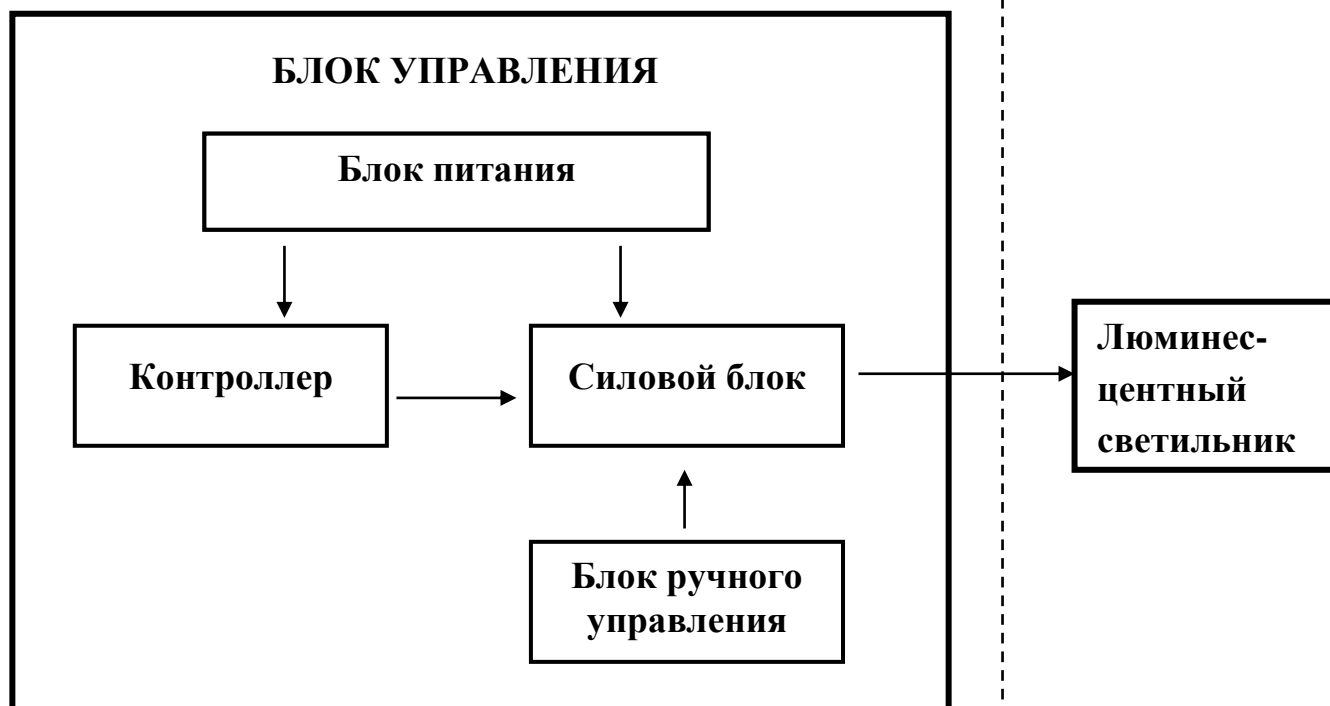 БЛОК УПРАВЛЕНИЯ
Блок питания
Контроллер
Силовой блок
Люминес-
центный
светильник
Блок ручного
управления